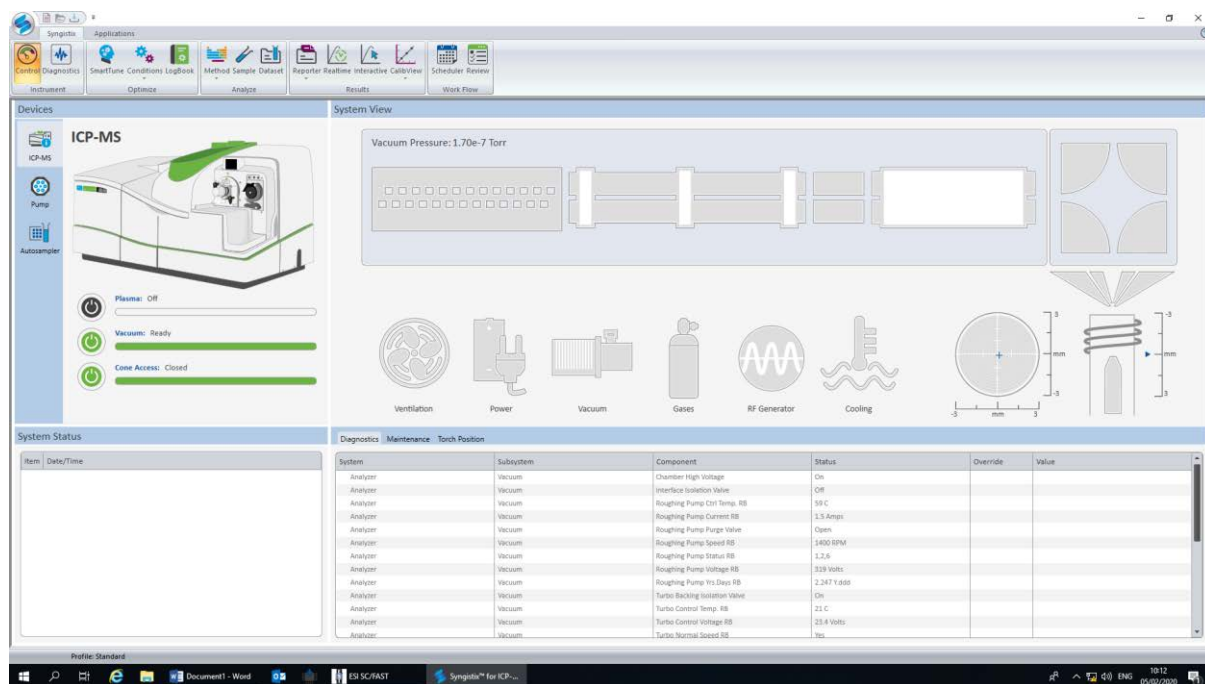 Syngistix Applications
Control Diagnostics SmartTune Conditions LogBook Method Sample Dataset Reporter Realtime Interactive CalibView Scheduler Review
Instrument Optimize Analyze Results Work Flow
Devices
ICP-MS
ICP-MS
Pump
Autosampler
Plasma: Off
Vacuum: Ready
Cone Access: Closed
System View
Vacuum Pressure: 1.70e-7 Torr
Ventilation Power Vacuum Gases RF Generator Cooling
3
mm
-3
-3 mm 3
-3
mm
3
System Status
Item Date/Time
Diagnostics Maintenance Torch Position
System Subsystem Component Status Override Value
Analyzer Vacuum Chamber High Voltage On
Analyzer Vacuum Interface Isolation Valve Off
Analyzer Vacuum Roughing Pump Ctrl Temp. RB 59 C
Analyzer Vacuum Roughing Pump Current RB 1.5 Amps
Analyzer Vacuum Roughing Pump Purge Valve Open
Analyzer Vacuum Roughing Pump Speed RB 1400 RPM
Analyzer Vacuum Roughing Pump Status RB 1,2,6
Analyzer Vacuum Roughing Pump Voltage RB 319 Volts
Analyzer Vacuum Roughing Pump Yrs.Days RB 2.247 Y.ddd
Analyzer Vacuum Turbo Backing Isolation Valve On
Analyzer Vacuum Turbo Control Temp. RB 21 C
Analyzer Vacuum Turbo Control Voltage RB 23.4 Volts
Analyzer Vacuum Turbo Normal Speed RB Yes
Profile: Standard
Document1 - Word ESI SC/FAST Syngistix™ for ICP-... ENG 10:12
05/02/2020